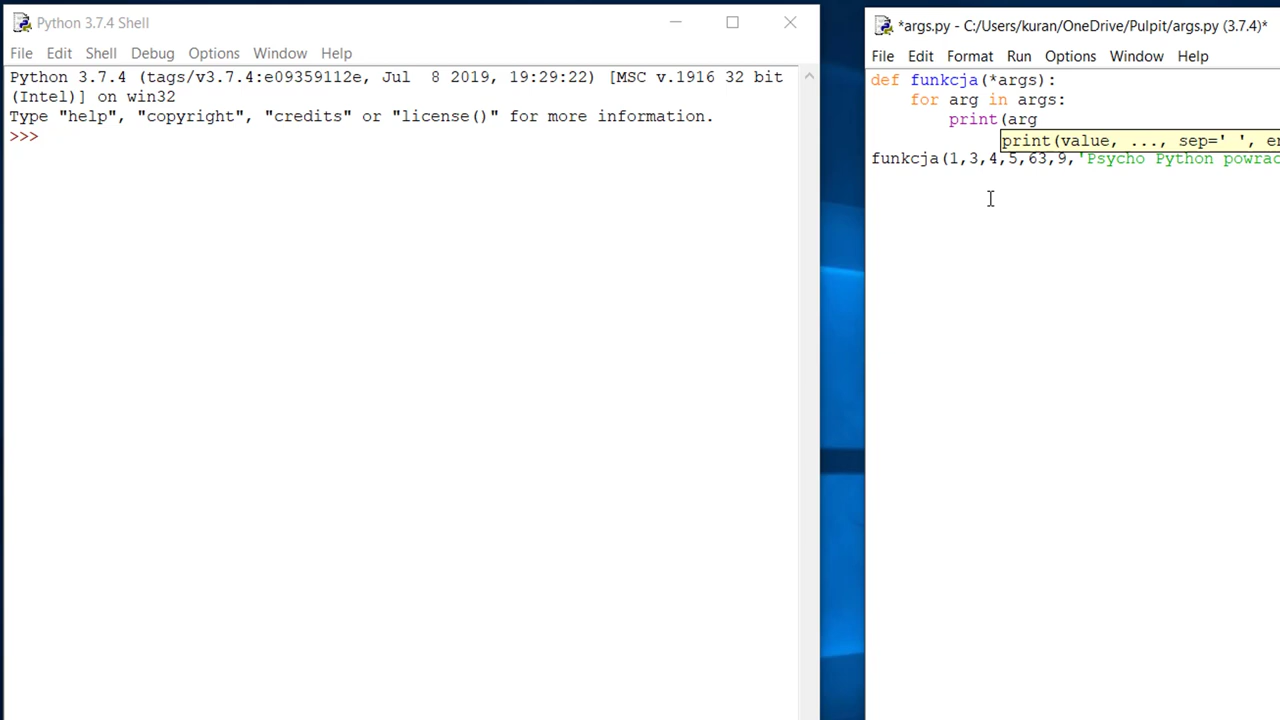 Python 3.7.4 Shell
File Edit Shell Debug Options Window Help
Python 3.7.4 (tags/v3.7.4:e09359112e, Jul  8 2019, 19:29:22) [MSC v.1916 32 bit
(Intel)] on win32
Type "help", "copyright", "credits" or "license()" for more information.
>>>
*args.py - C:/Users/kuran/OneDrive/Pulpit/args.py (3.7.4)*
File Edit Format Run Options Window Help
def funkcja(*args):
    for arg in args:
        print(arg
print(value, ..., sep=' ',
funkcja(1,3,4,5,63,9,'Psycho Python